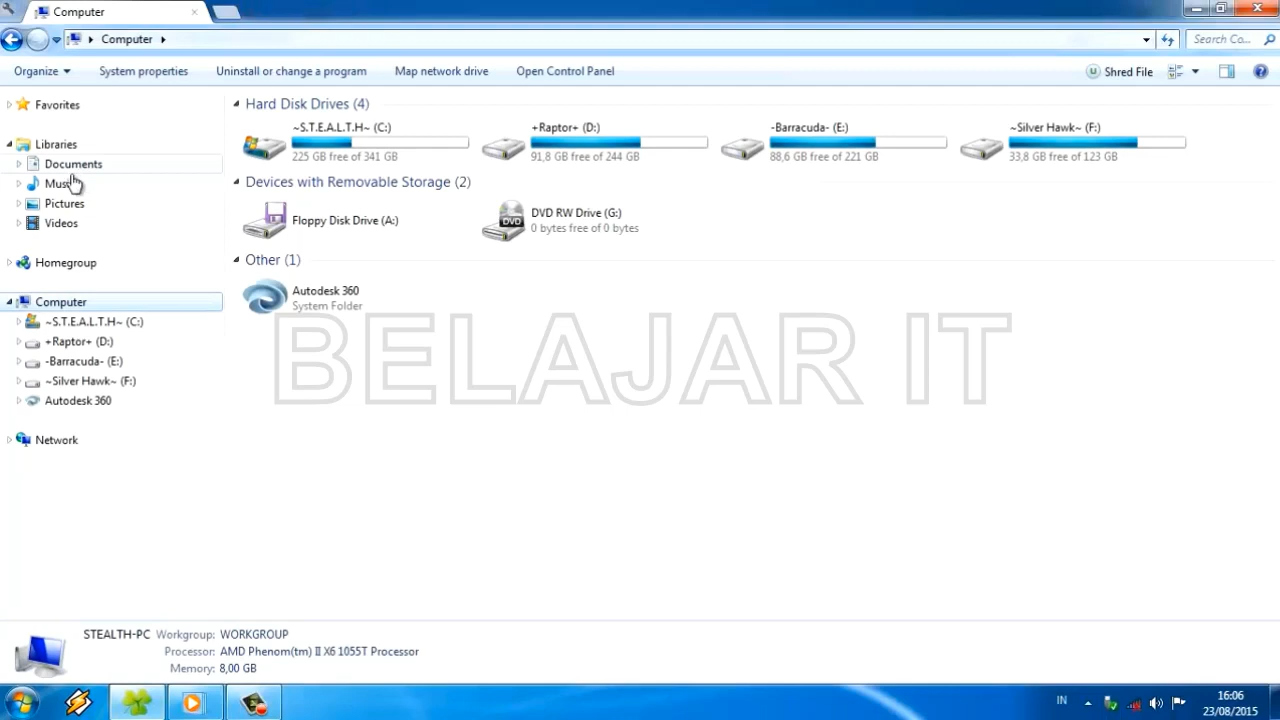 Computer
Computer
Search Co...
Organize
System properties
Uninstall or change a program
Map network drive
Open Control Panel
Shred File
Favorites
Libraries
Documents
Music
Pictures
Videos
Homegroup
Computer
~S.T.E.A.L.T.H~ (C:)
+Raptor+ (D:)
-Barracuda- (E:)
~Silver Hawk~ (F:)
Autodesk 360
Network
Hard Disk Drives (4)
~S.T.E.A.L.T.H~ (C:)
225 GB free of 341 GB
+Raptor+ (D:)
91,8 GB free of 244 GB
-Barracuda- (E:)
88,6 GB free of 221 GB
~Silver Hawk~ (F:)
33,8 GB free of 123 GB
Devices with Removable Storage (2)
Floppy Disk Drive (A:)
DVD
DVD RW Drive (G:)
0 bytes free of 0 bytes
Other (1)
Autodesk 360
System Folder
BELAJAR IT
STEALTH-PC Workgroup: WORKGROUP
Processor: AMD Phenom(tm) II X6 1055T Processor
Memory: 8,00 GB
IN
16:06
23/08/2015